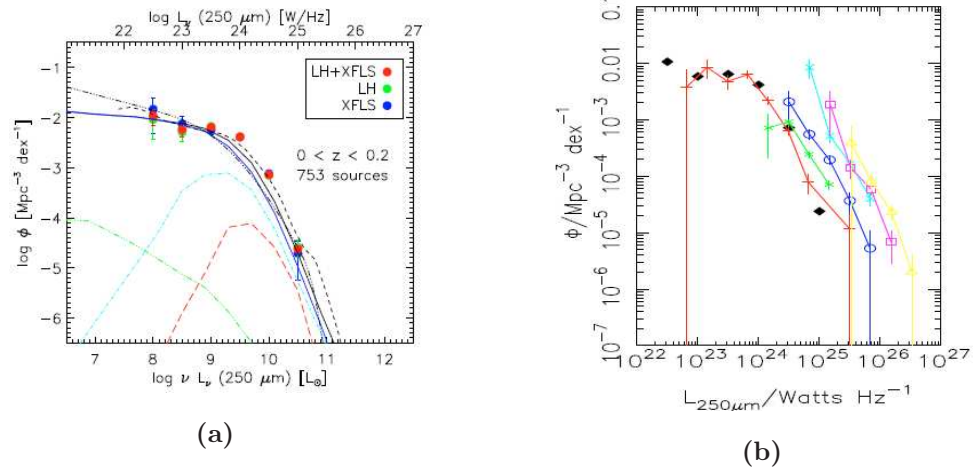 log L_ν (250 μm) [W/Hz]
22 23 24 25 26 27
LH+XFLS
LH
XFLS
0 < z < 0.2
753 sources
log φ [Mpc⁻³ dex⁻¹]
-1
-2
-3
-4
-5
-6
7 8 9 10 11 12
log ν L_ν (250 μm) [L_⊙]
(a)
φ/Mpc⁻³ dex⁻¹
0.1
0.01
10⁻³
10⁻⁴
10⁻⁵
10⁻⁶
10⁻⁷
10²² 10²³ 10²⁴ 10²⁵ 10²⁶ 10²⁷
L₂₅₀μm/Watts Hz⁻¹
(b)